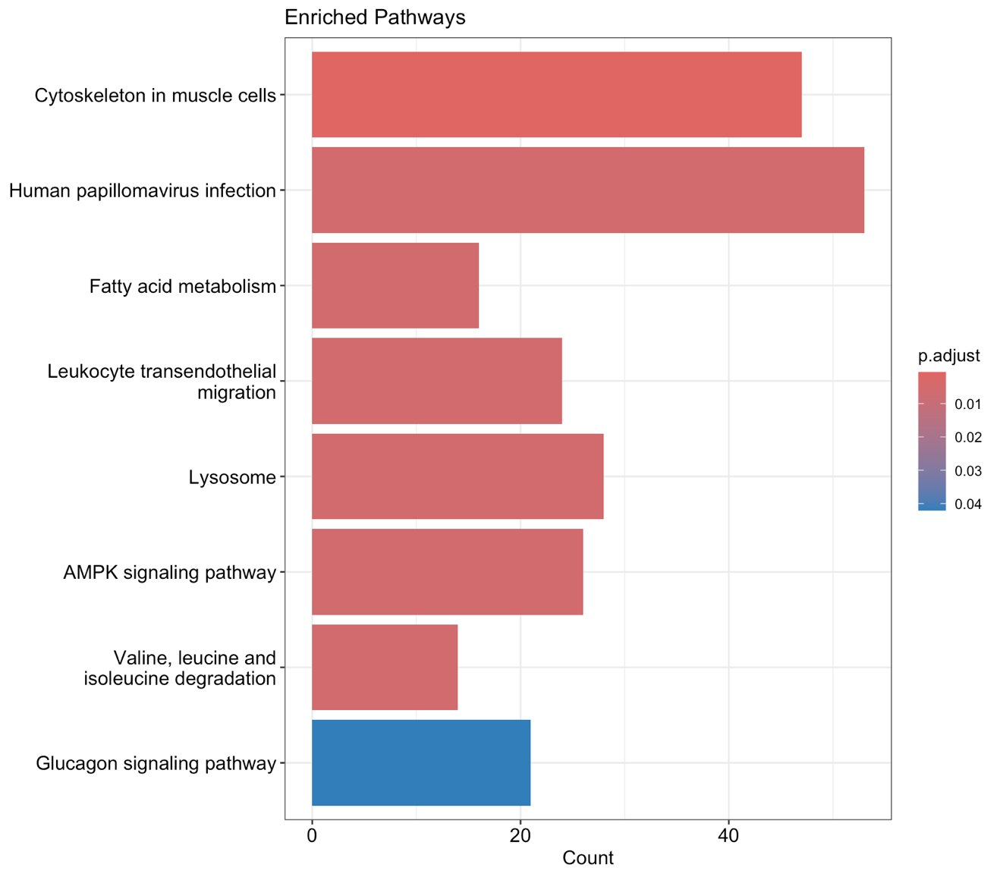 Enriched Pathways
Cytoskeleton in muscle cells
Human papillomavirus infection
Fatty acid metabolism
Leukocyte transendothelial
migration
Lysosome
AMPK signaling pathway
Valine, leucine and
isoleucine degradation
Glucagon signaling pathway
0 20 40
Count
p.adjust
0.01
0.02
0.03
0.04